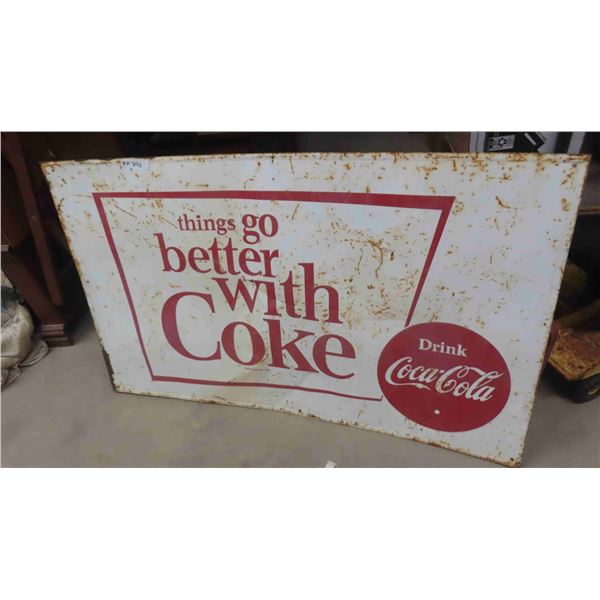 things go
better
with
Coke
Drink
Coca-Cola